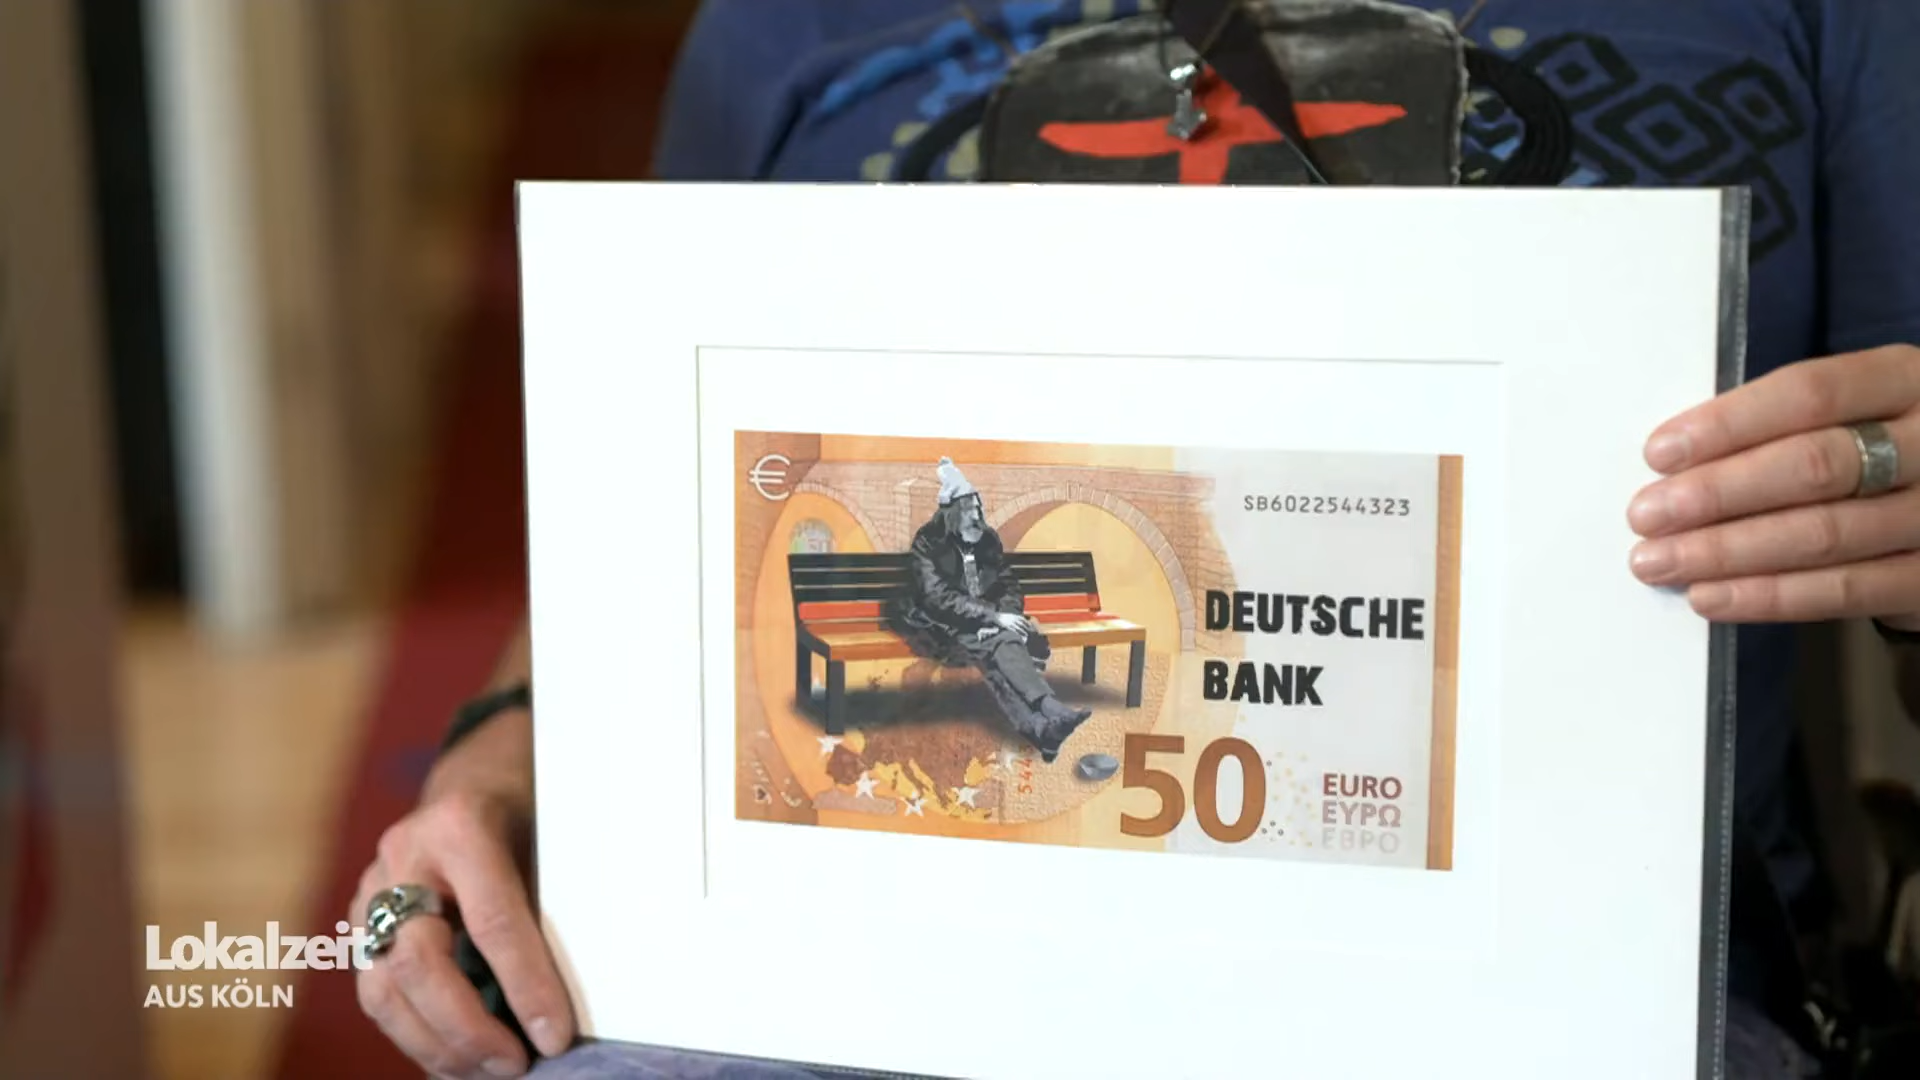 €
SB6022544323
DEUTSCHE
BANK
50
EURO
ΕΥΡΩ
ЕВРО
Lokalzeit
AUS KÖLN